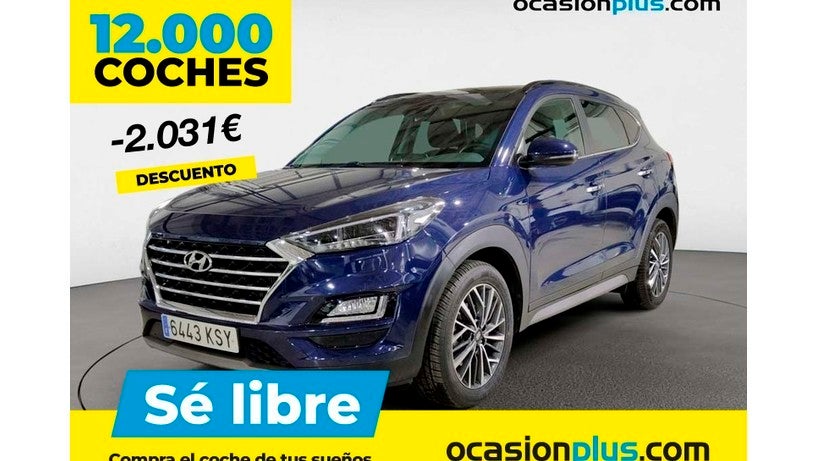 ocasionplus.com
12.000
COCHES
-2.031€
DESCUENTO
6443 KSY
Sé libre
Compra el coche de tus sueños
ocasionplus.com